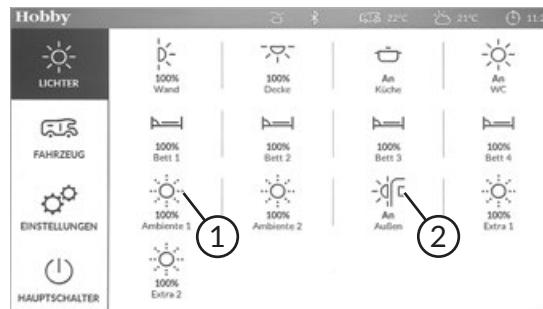 Hobby 22°C 21°C
LICHTER
100% 100% An An
Wand Decke Küche WC
FAHRZEUG
100% 100% 100% 100%
Bett 1 Bett 2 Bett 3 Bett 4
EINSTELLUNGEN
100% 100% An 100%
Ambiente 1 Ambiente 2 Außen Extra 1
1 2
HAUPTSCHALTER
100%
Extra 2